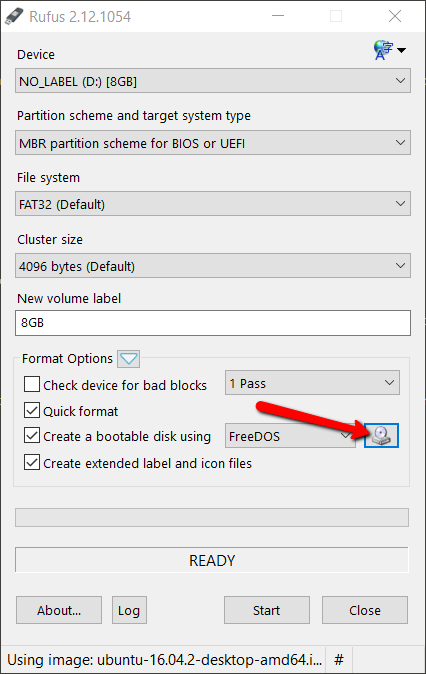 Rufus 2.12.1054
Device
NO_LABEL (D:) [8GB]
Partition scheme and target system type
MBR partition scheme for BIOS or UEFI
File system
FAT32 (Default)
Cluster size
4096 bytes (Default)
New volume label
8GB
Format Options
Check device for bad blocks 1 Pass
Quick format
Create a bootable disk using FreeDOS
Create extended label and icon files
READY
About... Log Start Close
Using image: ubuntu-16.04.2-desktop-amd64.i... #